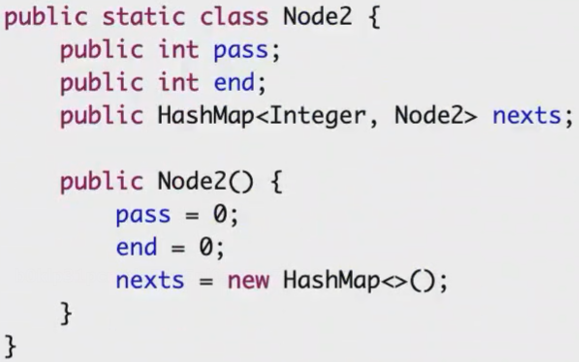 public static class Node2 {
    public int pass;
    public int end;
    public HashMap<Integer, Node2> nexts;

    public Node2() {
        pass = 0;
        end = 0;
        nexts = new HashMap<>();
    }
}